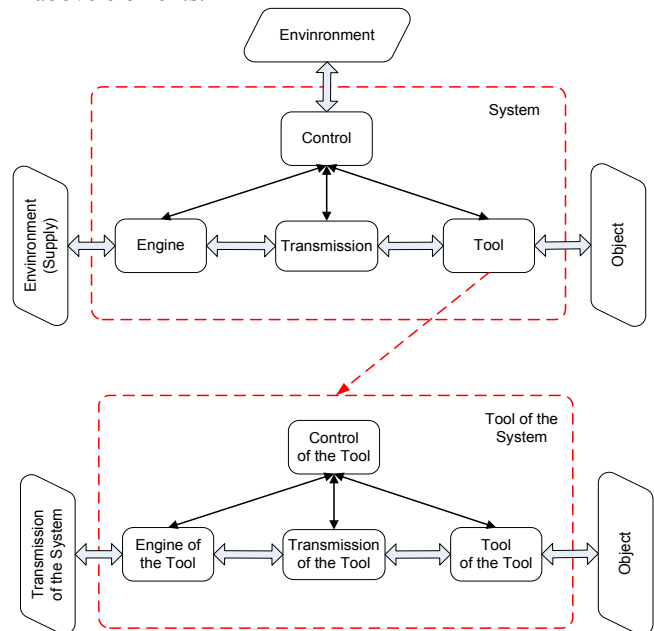 Envinronment
System
Control
Envinronment
(Supply)
Engine
Transmission
Tool
Object
Tool of the
System
Control
of the Tool
Transmission
of the System
Engine of
the Tool
Transmission
of the Tool
Tool
of the Tool
Object